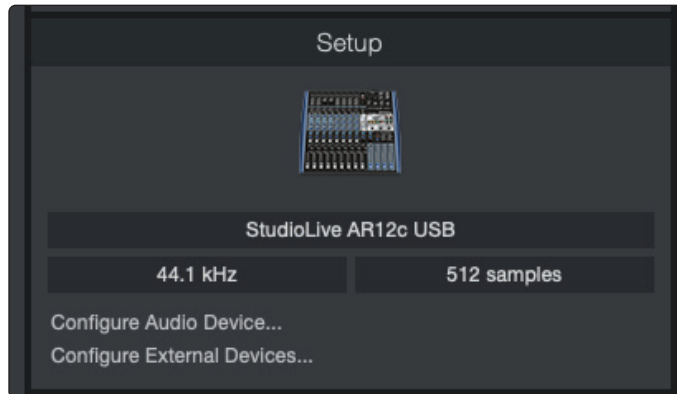 Setup
StudioLive AR12c USB
44.1 kHz 512 samples
Configure Audio Device...
Configure External Devices...